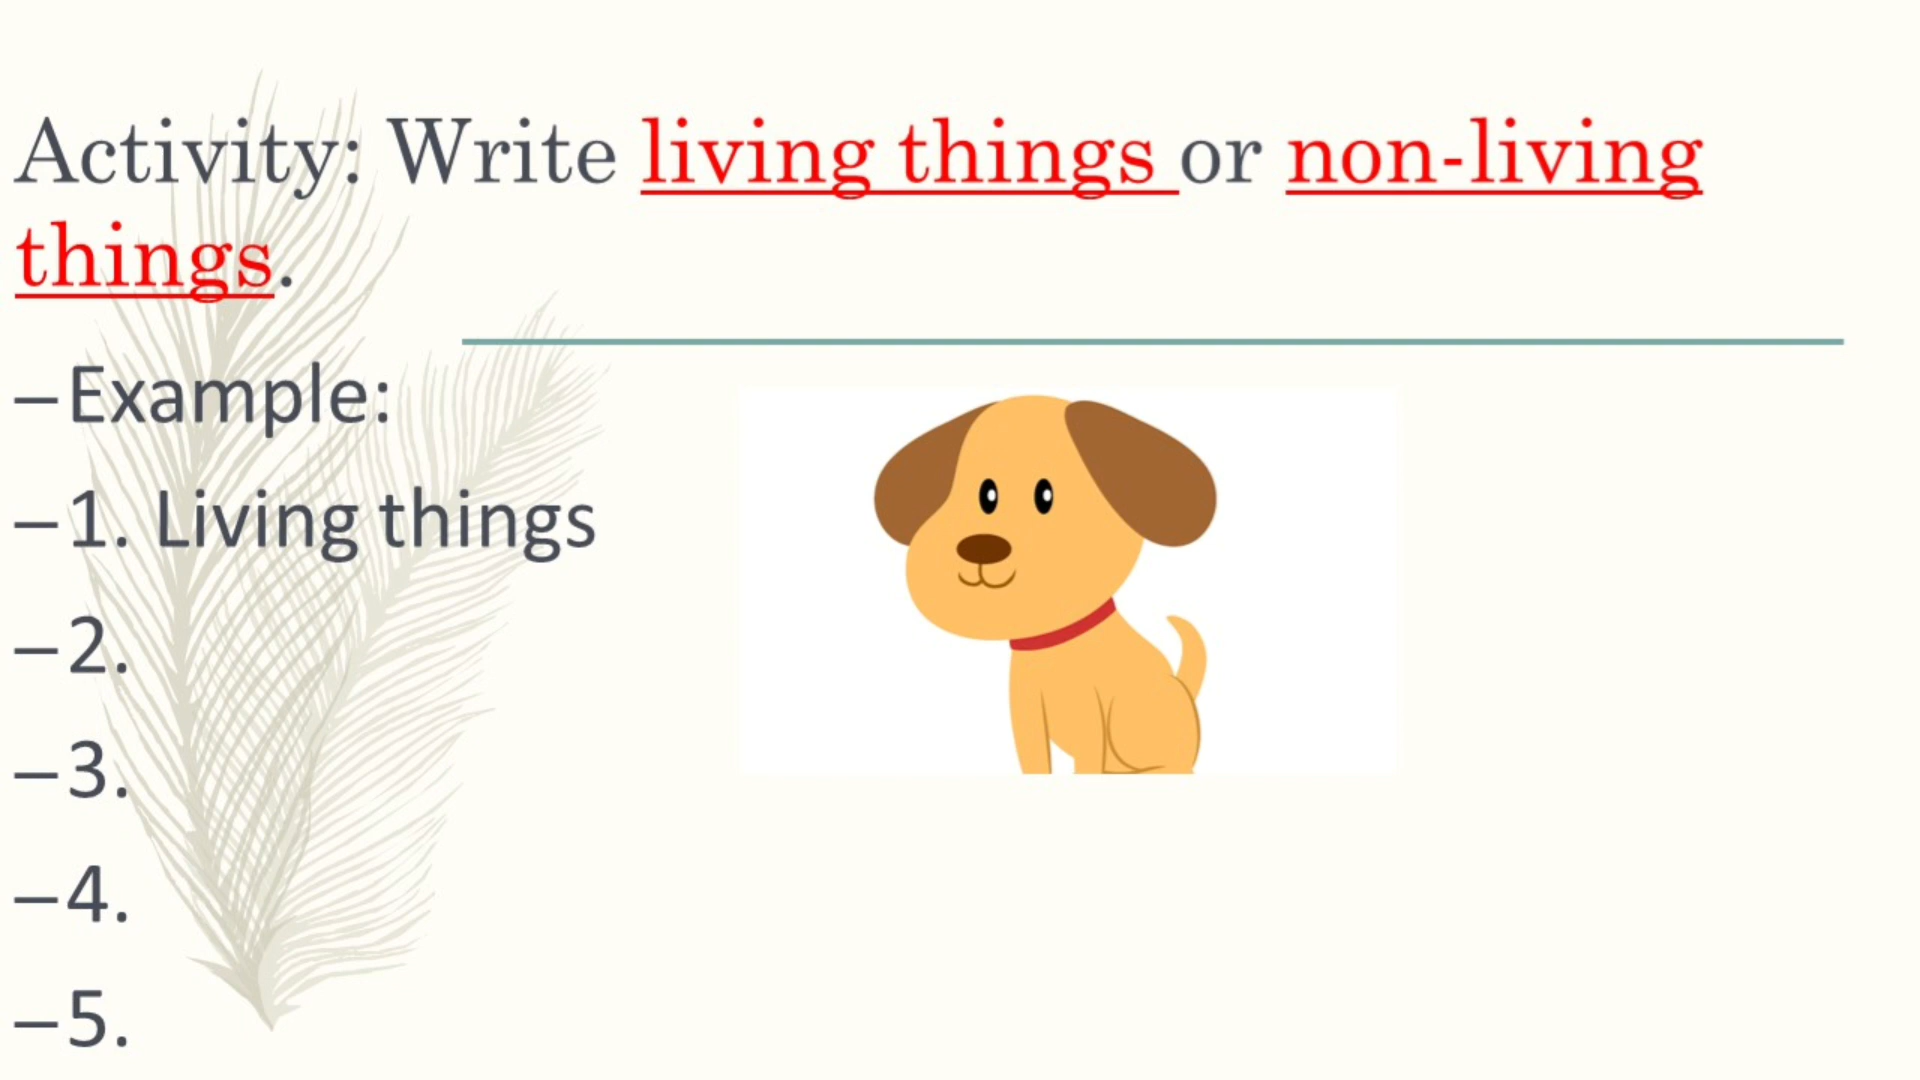 Activity: Write living things or non-living
things.
–Example:
–1. Living things
–2.
–3.
–4.
–5.